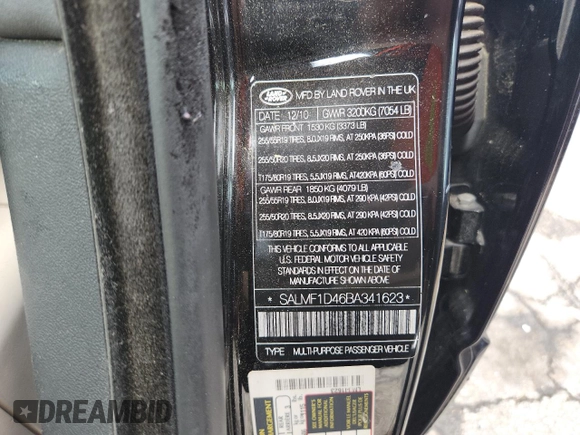 LAND ROVER
MFD BY LAND ROVER IN THE UK
DATE 12/10 GVWR 3200KG (7054 LB)
GAWR FRONT 1530 KG (3373 LB)
255/55R19 TIRES, 8.0JX19 RIMS, AT 250KPA (36PSI) COLD
255/50R20 TIRES, 8.5JX20 RIMS, AT 250KPA (36PSI) COLD
T175/80R19 TIRES, 5.5JX19 RIMS, AT420KPA (60PSI) COLD
GAWR REAR 1850 KG (4079 LB)
255/55R19 TIRES, 8.0JX19 RIMS, AT 290 KPA (42PSI) COLD
255/50R20 TIRES, 8.5JX20 RIMS, AT 290 KPA (42PSI) COLD
T175/80R19 TIRES, 5.5JX19 RIMS, AT 420 KPA (60PSI) COLD
THIS VEHICLE CONFORMS TO ALL APPLICABLE
U.S. FEDERAL MOTOR VEHICLE SAFETY
STANDARDS IN EFFECT ON THE DATE OF
MANUFACTURE SHOWN ABOVE
* SALMF1D46BA341623 *
TYPE MULTI-PURPOSE PASSENGER VEHICLE
DREAMBID